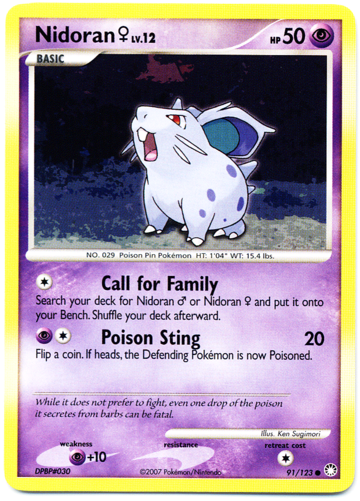 Nidoran♀ LV.12 HP 50
BASIC
NO. 029 Poison Pin Pokémon HT: 1'04" WT: 15.4 lbs.
Call for Family
Search your deck for Nidoran ♂ or Nidoran ♀ and put it onto
your Bench. Shuffle your deck afterward.
Poison Sting 20
Flip a coin. If heads, the Defending Pokémon is now Poisoned.
While it does not prefer to fight, even one drop of the poison
it secretes from barbs can be fatal.
Illus. Ken Sugimori
weakness resistance retreat cost
+10
DPBP#030 ©2007 Pokémon/Nintendo 91/123